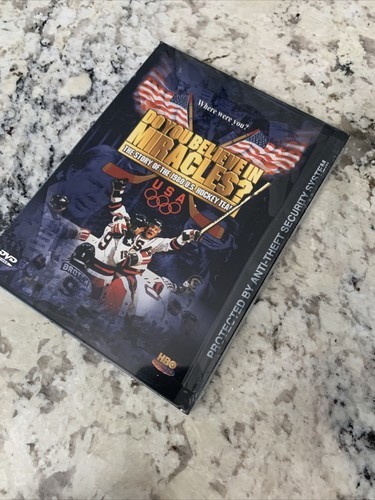 Where were you?
DO YOU BELIEVE IN
MIRACLES?
THE STORY OF THE 1980 U.S. HOCKEY TEAM
USA
9
DVD
HBO
PROTECTED BY ANTI-THEFT SECURITY SYSTEM